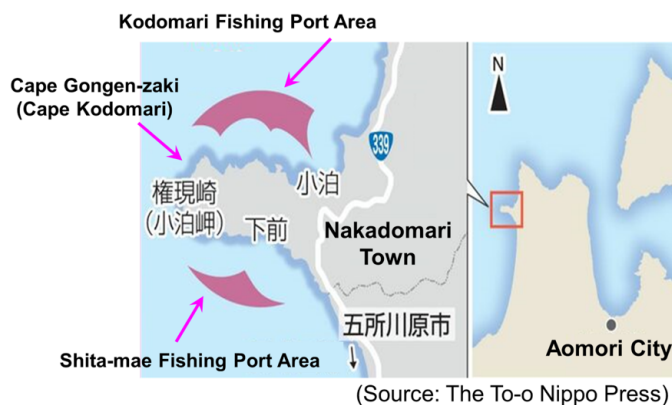 Kodomari Fishing Port Area
Cape Gongen-zaki
(Cape Kodomari)
339
N
小泊
権現崎
(小泊岬)
下前
Nakadomari
Town
五所川原市
Shita-mae Fishing Port Area
Aomori City
(Source: The To-o Nippo Press)